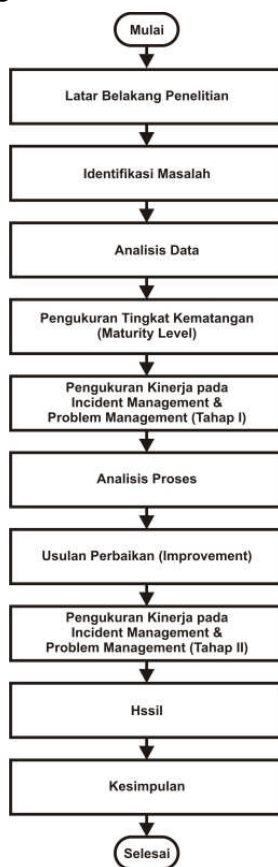 Mulai
Latar Belakang Penelitian
Identifikasi Masalah
Analisis Data
Pengukuran Tingkat Kematangan
(Maturity Level)
Pengukuran Kinerja pada
Incident Management &
Problem Management (Tahap I)
Analisis Proses
Usulan Perbaikan (Improvement)
Pengukuran Kinerja pada
Incident Management &
Problem Management (Tahap II)
Hssil
Kesimpulan
Selesai